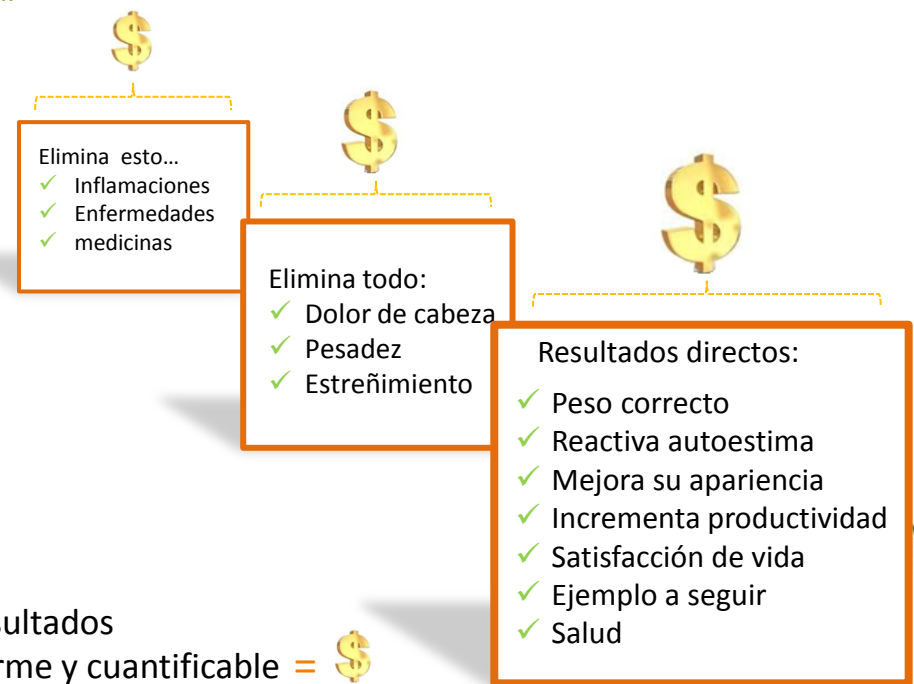 $
Elimina esto…
✓ Inflamaciones
✓ Enfermedades
✓ medicinas
$
Elimina todo:
✓ Dolor de cabeza
✓ Pesadez
✓ Estreñimiento
$
Resultados directos:
✓ Peso correcto
✓ Reactiva autoestima
✓ Mejora su apariencia
✓ Incrementa productividad
✓ Satisfacción de vida
✓ Ejemplo a seguir
✓ Salud
sultados
rme y cuantificable = $